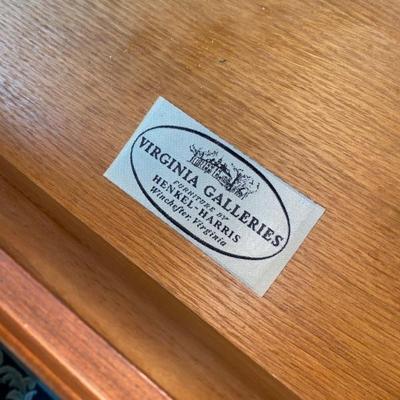 VIRGINIA GALLERIES
FURNITURE BY
HENKEL-HARRIS
Winchester, Virginia